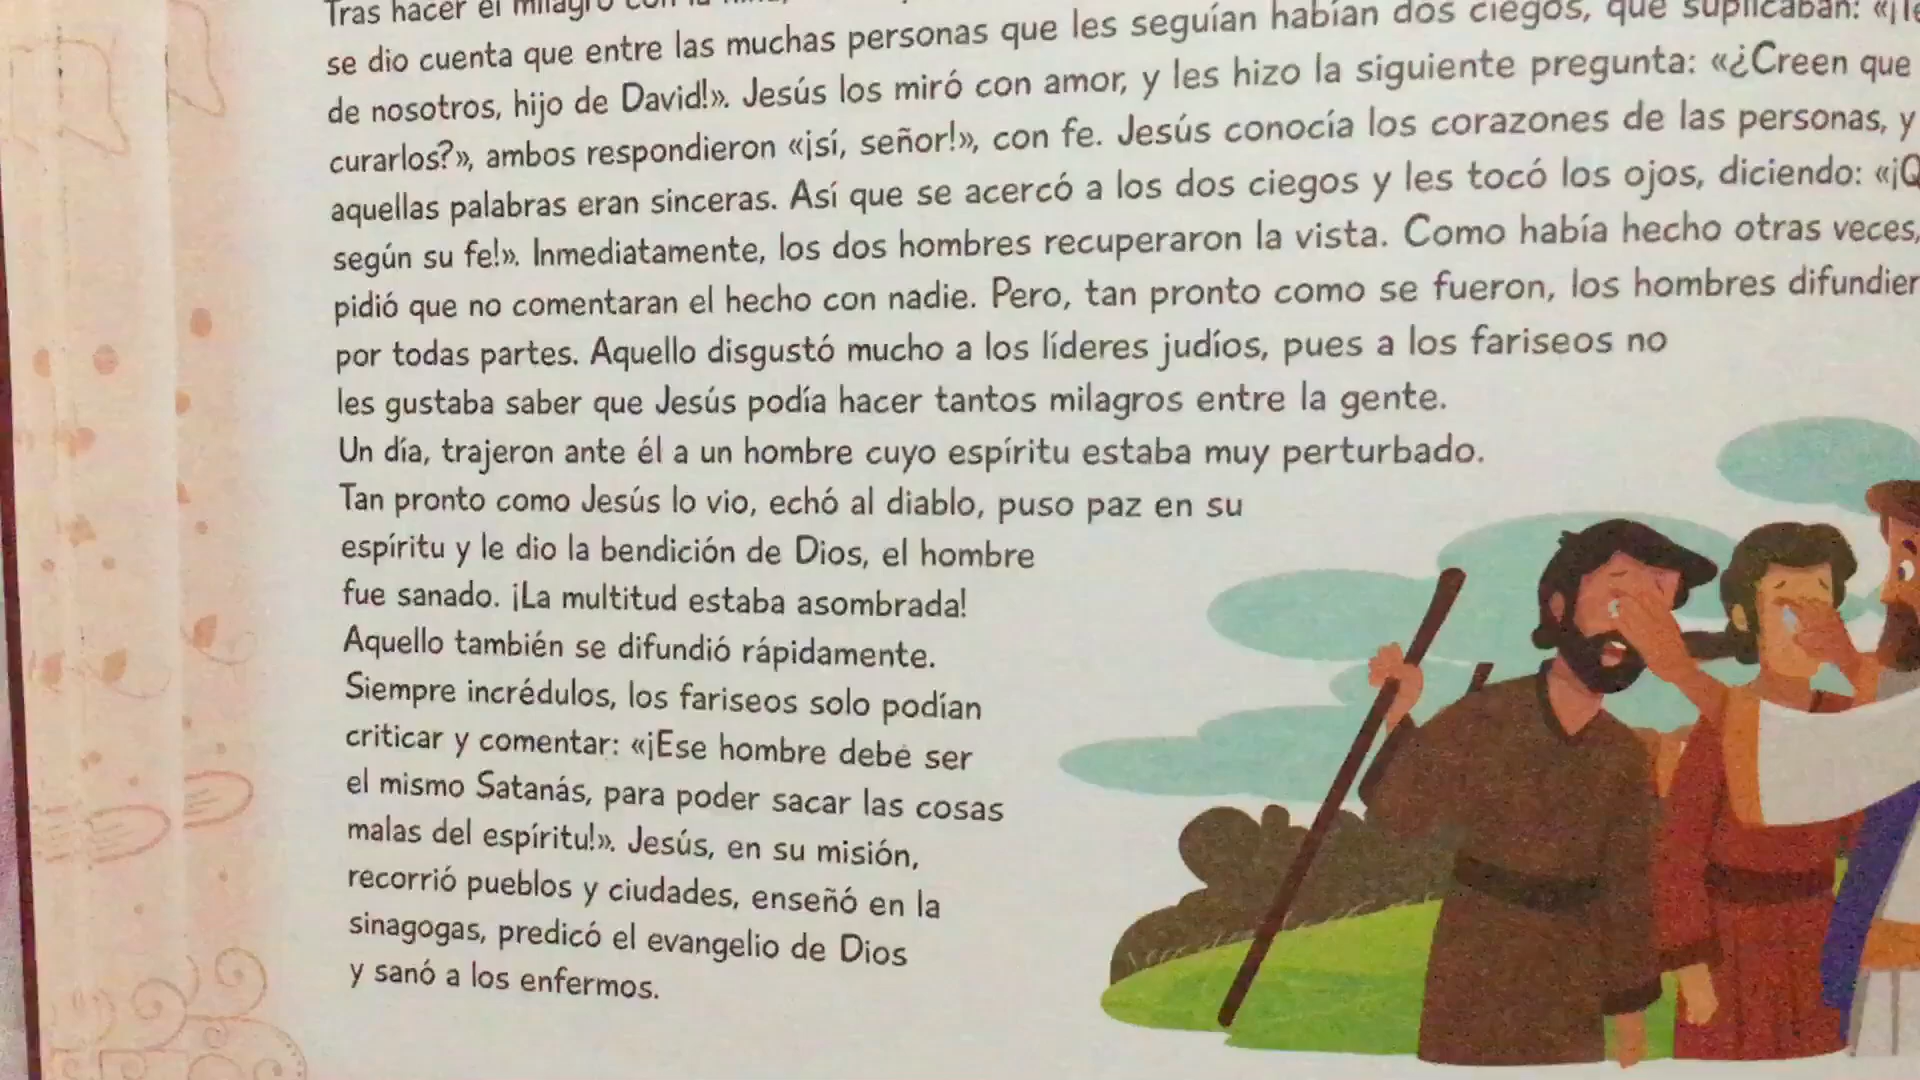 Tras hacer el milagro con la
se dio cuenta que entre las muchas personas que les seguían habían dos ciegos, que suplicaban:
de nosotros, hijo de David!». Jesús los miró con amor, y les hizo la siguiente pregunta: «¿Creen que
curarlos?», ambos respondieron «¡sí, señor!», con fe. Jesús conocía los corazones de las personas, y
aquellas palabras eran sinceras. Así que se acercó a los dos ciegos y les tocó los ojos, diciendo:
según su fe!». Inmediatamente, los dos hombres recuperaron la vista. Como había hecho otras veces,
pidió que no comentaran el hecho con nadie. Pero, tan pronto como se fueron, los hombres difundier
por todas partes. Aquello disgustó mucho a los líderes judíos, pues a los fariseos no
les gustaba saber que Jesús podía hacer tantos milagros entre la gente.
Un día, trajeron ante él a un hombre cuyo espíritu estaba muy perturbado.
Tan pronto como Jesús lo vio, echó al diablo, puso paz en su
espíritu y le dio la bendición de Dios, el hombre
fue sanado. ¡La multitud estaba asombrada!
Aquello también se difundió rápidamente.
Siempre incrédulos, los fariseos solo podían
criticar y comentar: «¡Ese hombre debe ser
el mismo Satanás, para poder sacar las cosas
malas del espíritu!». Jesús, en su misión,
recorrió pueblos y ciudades, enseñó en la
sinagogas, predicó el evangelio de Dios
y sanó a los enfermos.